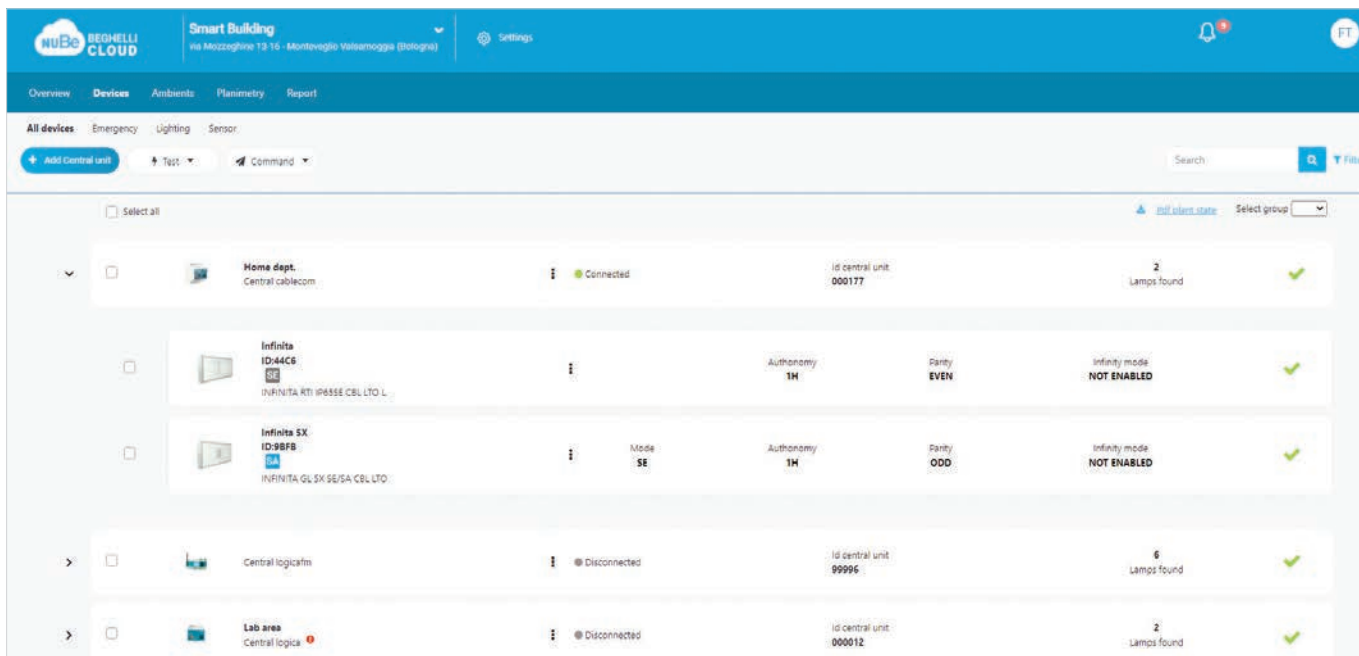 NUBe BEGHELLI CLOUD
Smart Building
via Mozzeghine 13-16 - Monteveglio Valsamoggia (Bologna)
Settings
9
FT
Overview Devices Ambients Planimetry Report
All devices Emergency Lighting Sensor
+ Add Central unit Test Command Search
Select all Pdf plant state Select group
Home dept.
Central cablecom
Connected
Id central unit
000177
2
Lamps found
Infinita
ID:44C6
SE
INFINITA RTI IP65SE CBL LTO L
Authonomy
1H
Parity
EVEN
Infinity mode
NOT ENABLED
Infinita SX
ID:9BFB
SA
INFINITA GL SX SE/SA CBL LTO
Mode
SE
Authonomy
1H
Parity
ODD
Infinity mode
NOT ENABLED
Central logicafm
Disconnected
Id central unit
99996
6
Lamps found
Lab area
Central logica
Disconnected
Id central unit
000012
2
Lamps found